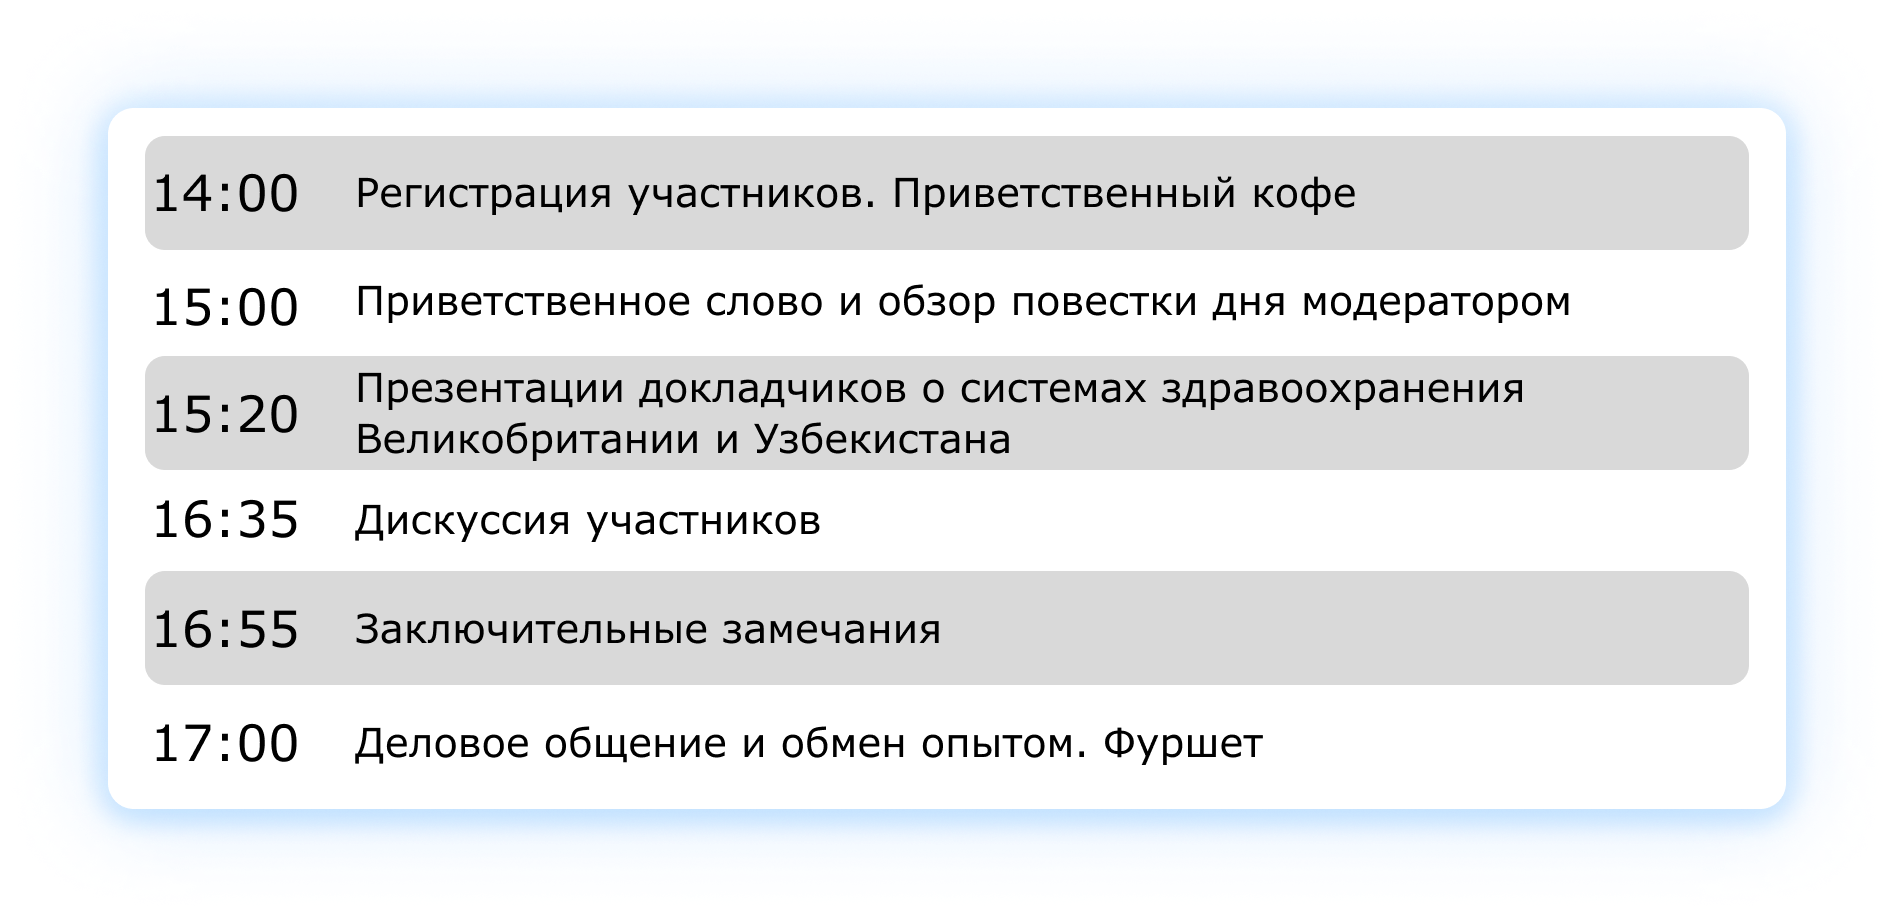 14:00 Регистрация участников. Приветственный кофе
15:00 Приветственное слово и обзор повестки дня модератором
15:20 Презентации докладчиков о системах здравоохранения
Великобритании и Узбекистана
16:35 Дискуссия участников
16:55 Заключительные замечания
17:00 Деловое общение и обмен опытом. Фуршет